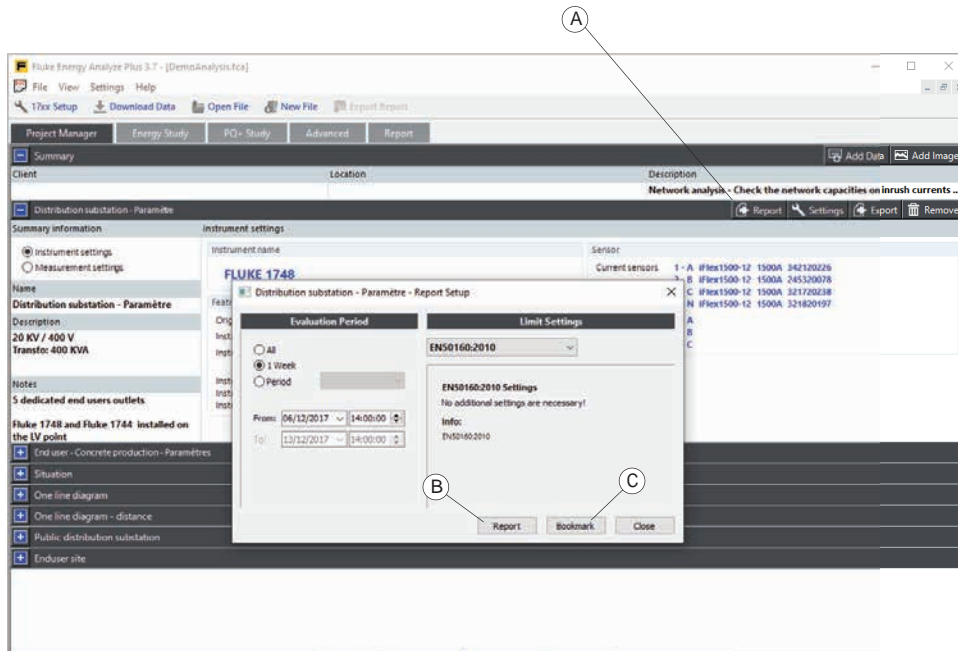 A
Fluke Energy Analyze Plus 3.7 - [DemoAnalysis.fca]
File View Settings Help
17xx Setup Download Data Open File New File Export Report
Project Manager Energy Study PQ+ Study Advanced Report
Summary Add Data Add Image
Client Location Description
Network analysis - Check the network capacities on inrush currents ..
Distribution substation - Paramètre Report Settings Export Remove
Summary information Instrument settings
Instrument settings
Measurement settings
Instrument name
FLUKE 1748
Sensor
Current sensors 1 - A iFlex1500-12 1500A 342120226
2 - B iFlex1500-12 1500A 245320078
C iFlex1500-12 1500A 321720238
N iFlex1500-12 1500A 321820197
A
B
C
Name
Distribution substation - Paramètre
Description
20 KV / 400 V
Transfo: 400 KVA
Notes
5 dedicated end users outlets
Fluke 1748 and Fluke 1744 installed on
the LV point
Distribution substation - Paramètre - Report Setup
Evaluation Period Limit Settings
All
1 Week
Period
From: 06/12/2017 14:00:00
To: 13/12/2017 14:00:00
EN50160:2010
EN50160:2010 Settings
No additional settings are necessary!
Info:
EN50160:2010
B
C
Report Bookmark Close
End user - Concrete production - Paramètres
Situation
One line diagram
One line diagram - distance
Public distribution substation
Enduser site